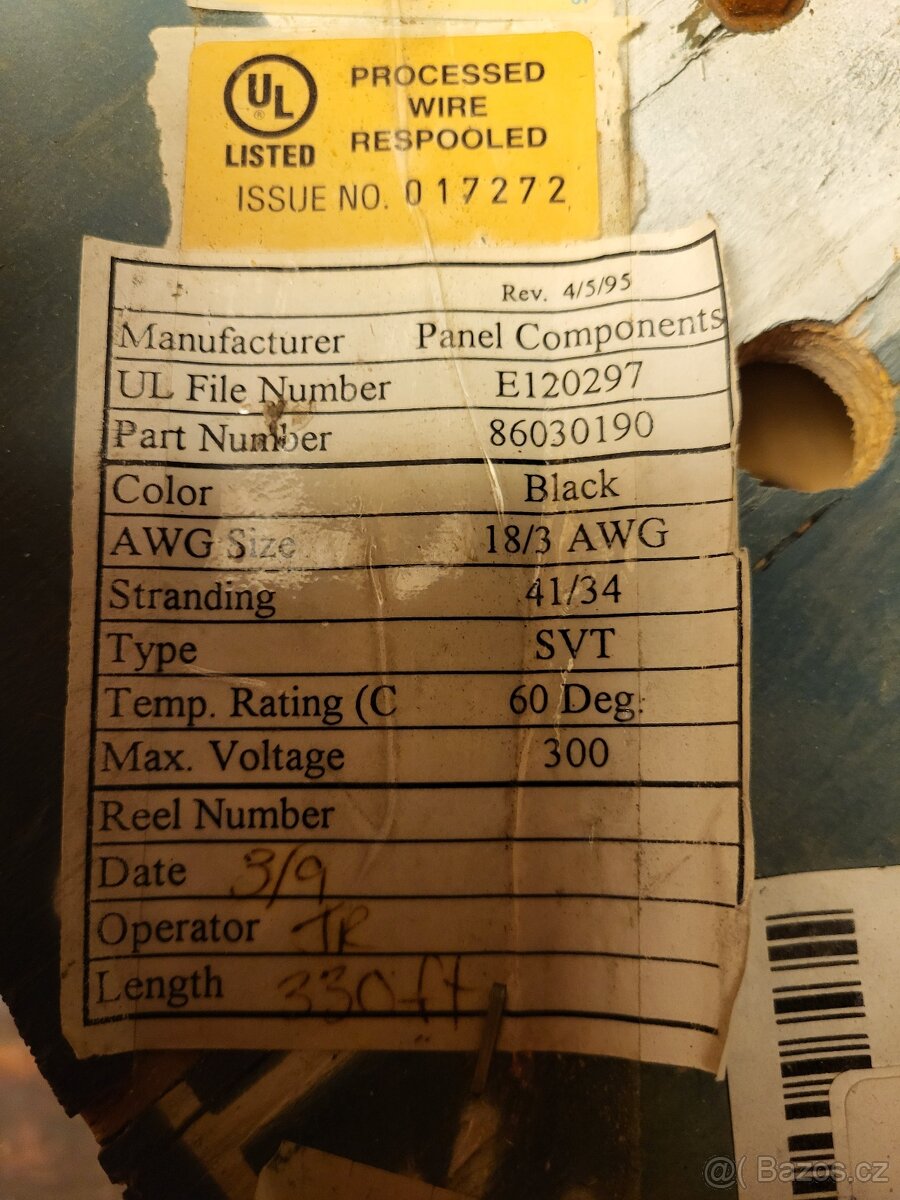 UL
®
LISTED
PROCESSED
WIRE
RESPOOLED
ISSUE NO. 017272
Rev. 4/5/95
Manufacturer Panel Components
UL File Number E120297
Part Number 86030190
Color Black
AWG Size 18/3 AWG
Stranding 41/34
Type SVT
Temp. Rating (C 60 Deg.
Max. Voltage 300
Reel Number
Date 3/9
Operator JR
Length 330ft
@( Bazos.cz